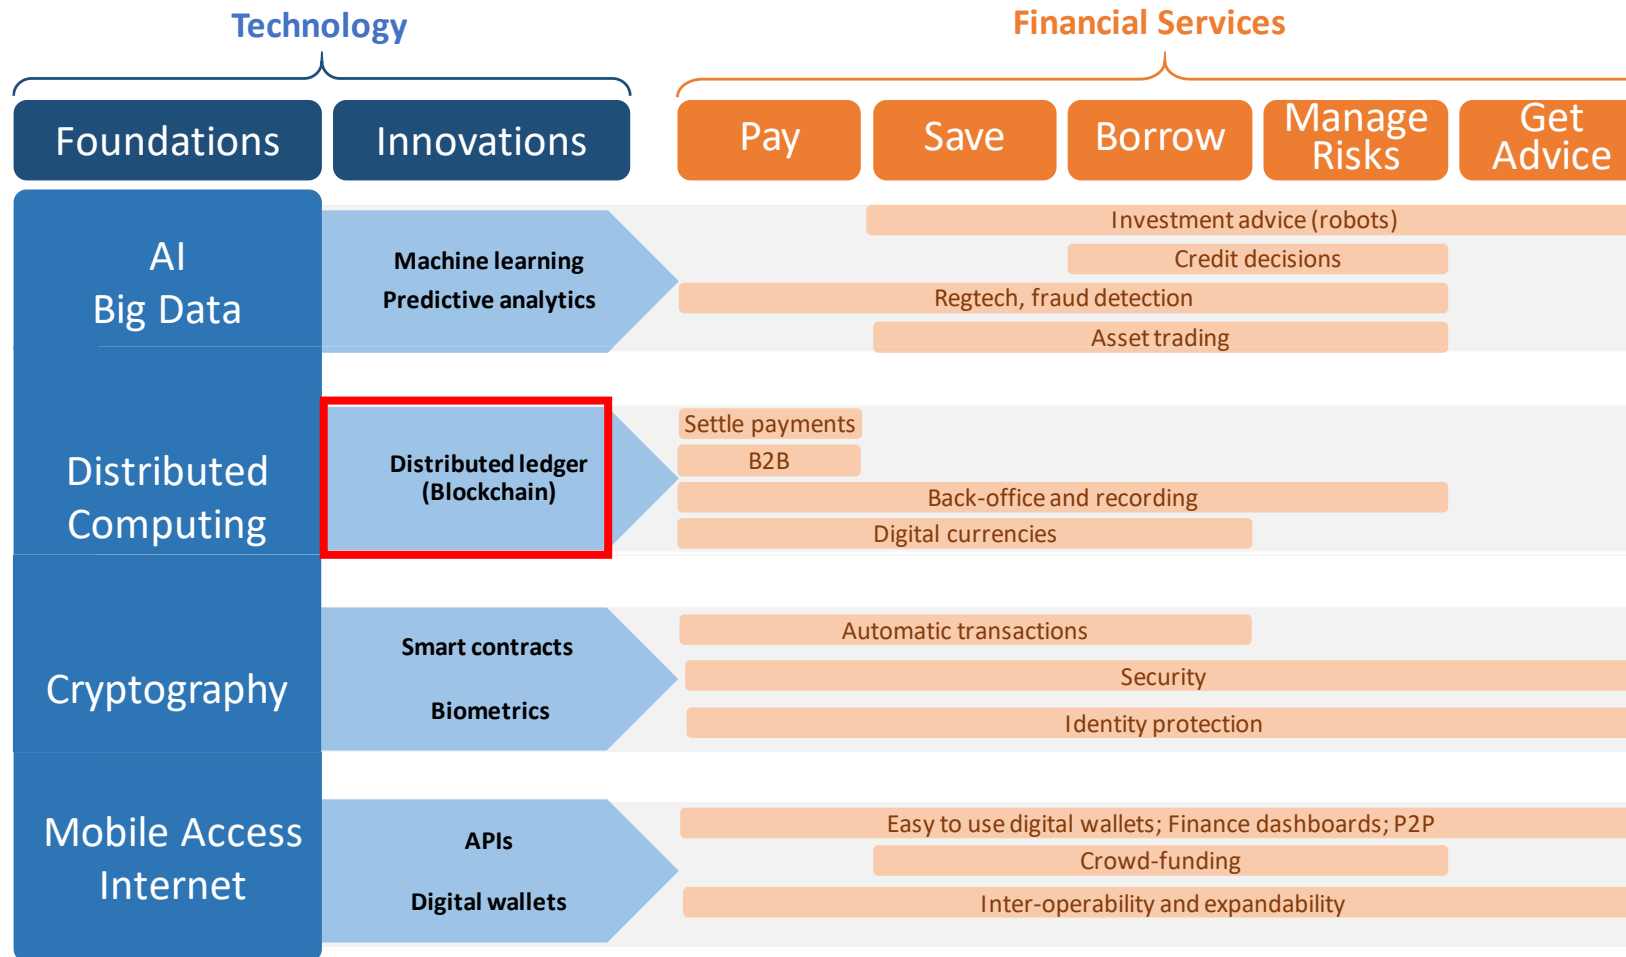 Technology
Financial Services
Foundations
Innovations
Pay
Save
Borrow
Manage
Risks
Get
Advice
AI
Big Data
Machine learning
Predictive analytics
Investment advice (robots)
Credit decisions
Regtech, fraud detection
Asset trading
Distributed
Computing
Distributed ledger
(Blockchain)
Settle payments
B2B
Back-office and recording
Digital currencies
Cryptography
Smart contracts
Biometrics
Automatic transactions
Security
Identity protection
Mobile Access
Internet
APIs
Digital wallets
Easy to use digital wallets; Finance dashboards; P2P
Crowd-funding
Inter-operability and expandability